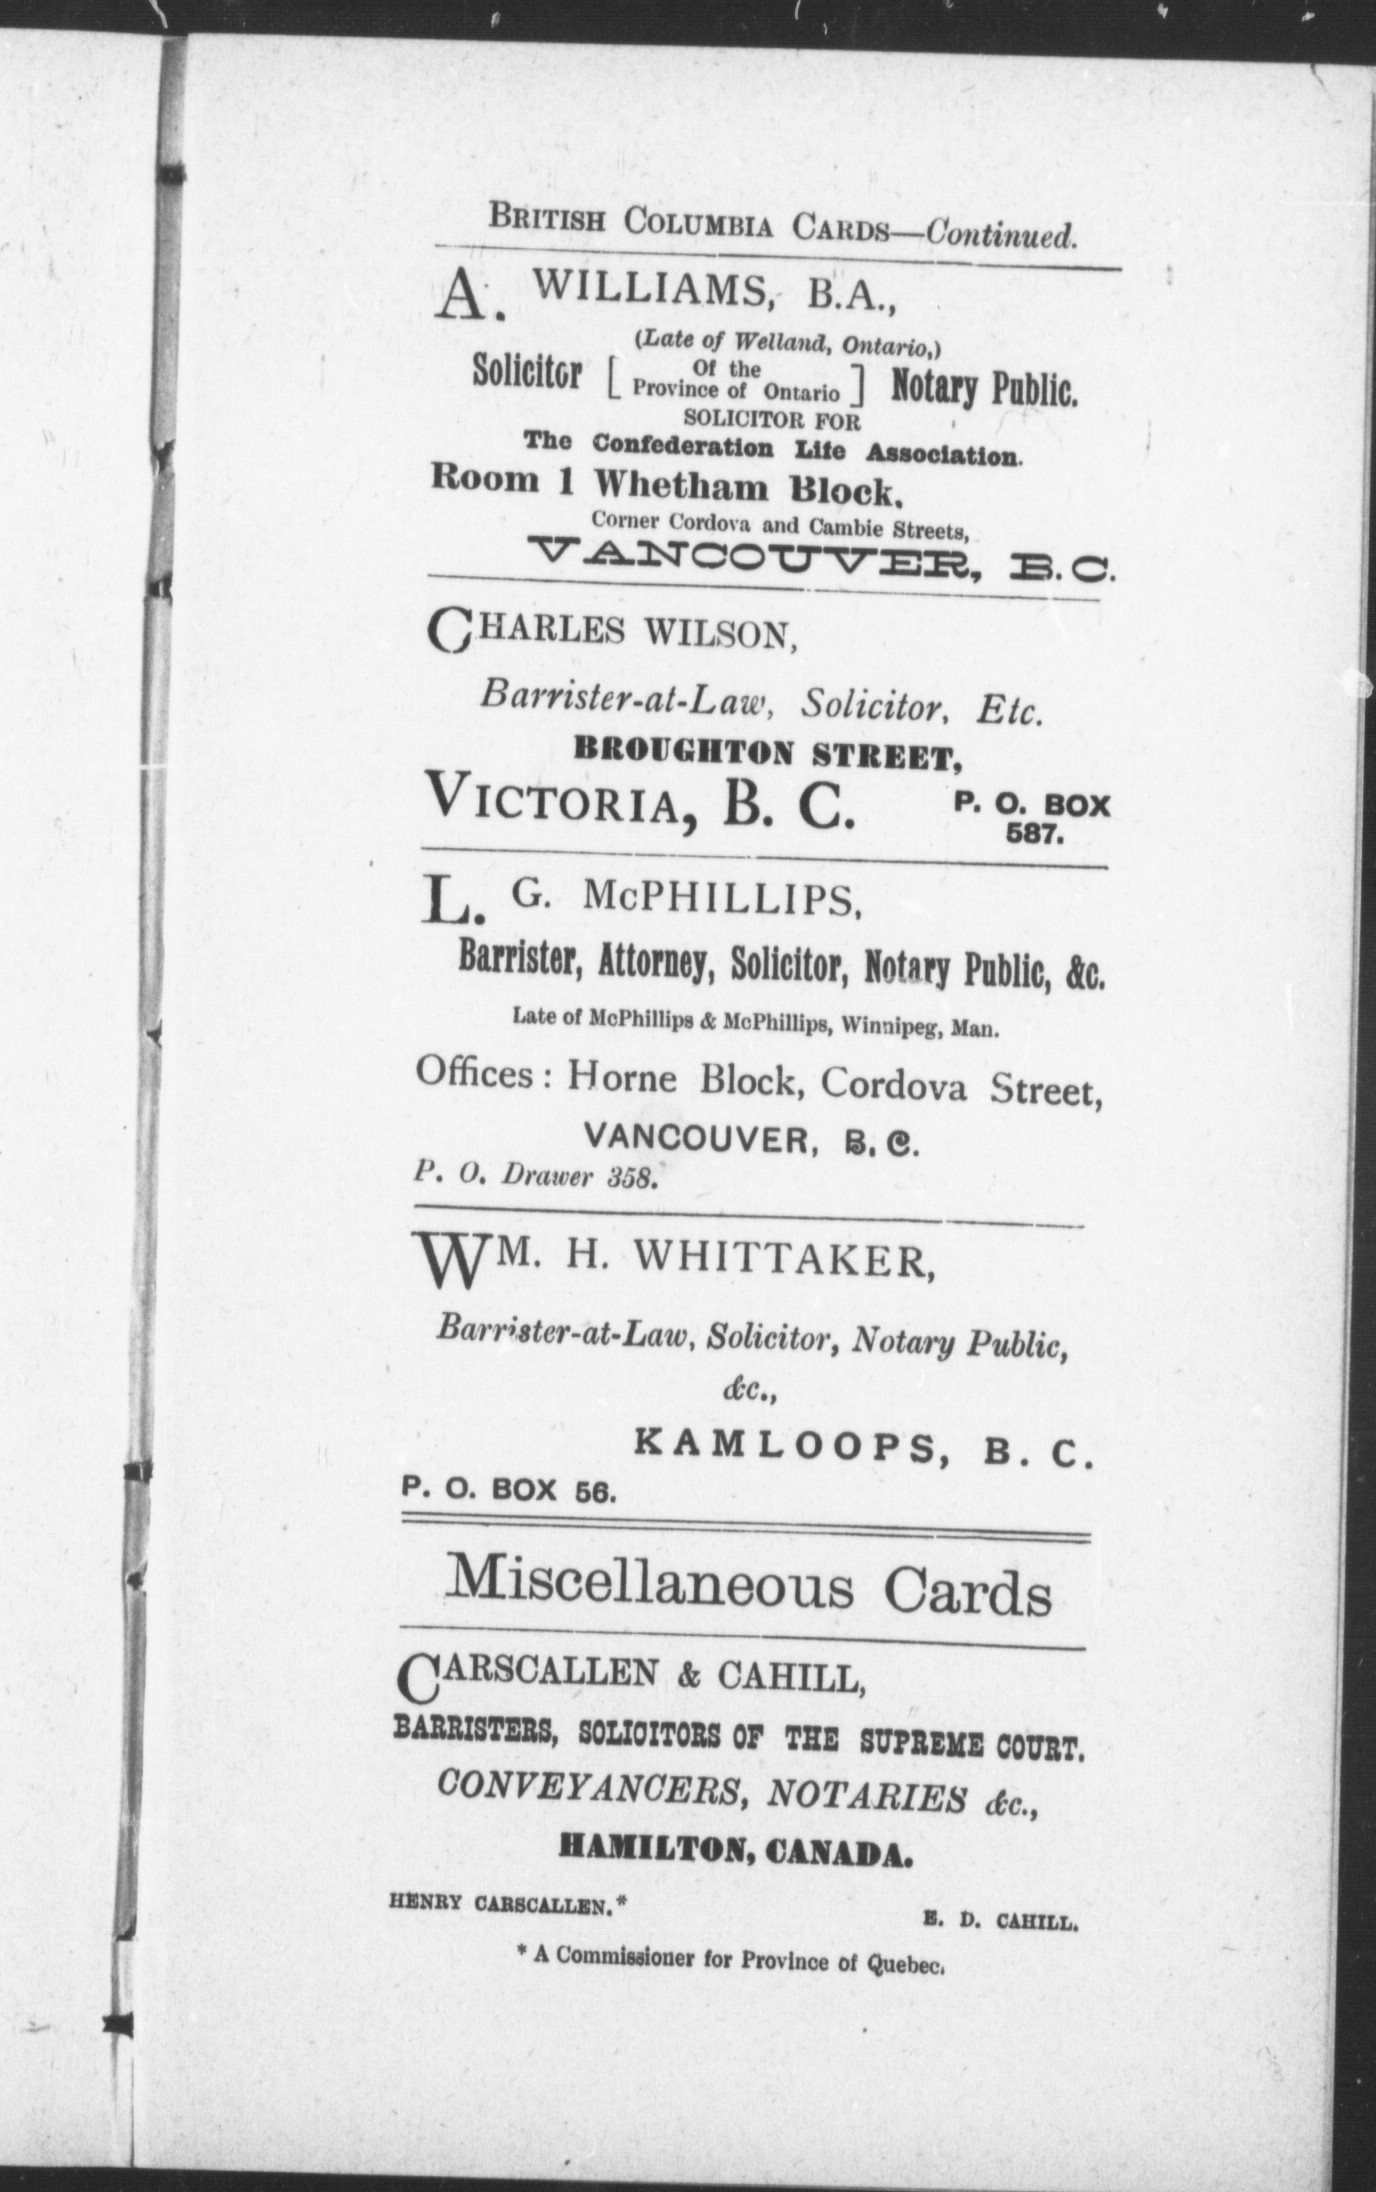 BRITISH COLUMBIA CARDS—Continued.
A. WILLIAMS, B.A.,
(Late of Welland, Ontario,)
Solicitor [ Of the Province of Ontario ] Notary Public.
SOLICITOR FOR
The Confederation Life Association.
Room 1 Whetham Block.
Corner Cordova and Cambie Streets,
VANCOUVER, B.C.
CHARLES WILSON,
Barrister-at-Law, Solicitor, Etc.
BROUGHTON STREET,
VICTORIA, B. C. P. O. BOX 587.
L. G. McPHILLIPS,
Barrister, Attorney, Solicitor, Notary Public, &c.
Late of McPhillips & McPhillips, Winnipeg, Man.
Offices: Horne Block, Cordova Street,
VANCOUVER, B. C.
P. O. Drawer 358.
WM. H. WHITTAKER,
Barrister-at-Law, Solicitor, Notary Public,
&c.,
KAMLOOPS, B. C.
P. O. BOX 56.
Miscellaneous Cards
CARSCALLEN & CAHILL,
BARRISTERS, SOLICITORS OF THE SUPREME COURT.
CONVEYANCERS, NOTARIES &c.,
HAMILTON, CANADA.
HENRY CARSCALLEN.* E. D. CAHILL.
* A Commissioner for Province of Quebec.